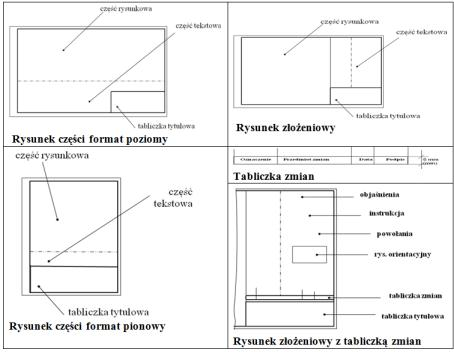 część rysunkowa
część tekstowa
tabliczka tytułowa
Rysunek części format poziomy
część rysunkowa
część tekstowa
tabliczka tytułowa
Rysunek złożeniowy
część rysunkowa
część
tekstowa
tabliczka tytułowa
Rysunek części format pionowy
Oznaczenie Przedmiot zmian Data Podpis
Tabliczka zmian
objaśnienia
instrukcja
powołania
rys. orientacyjny
tabliczka zmian
tabliczka tytułowa
Rysunek złożeniowy z tabliczką zmian